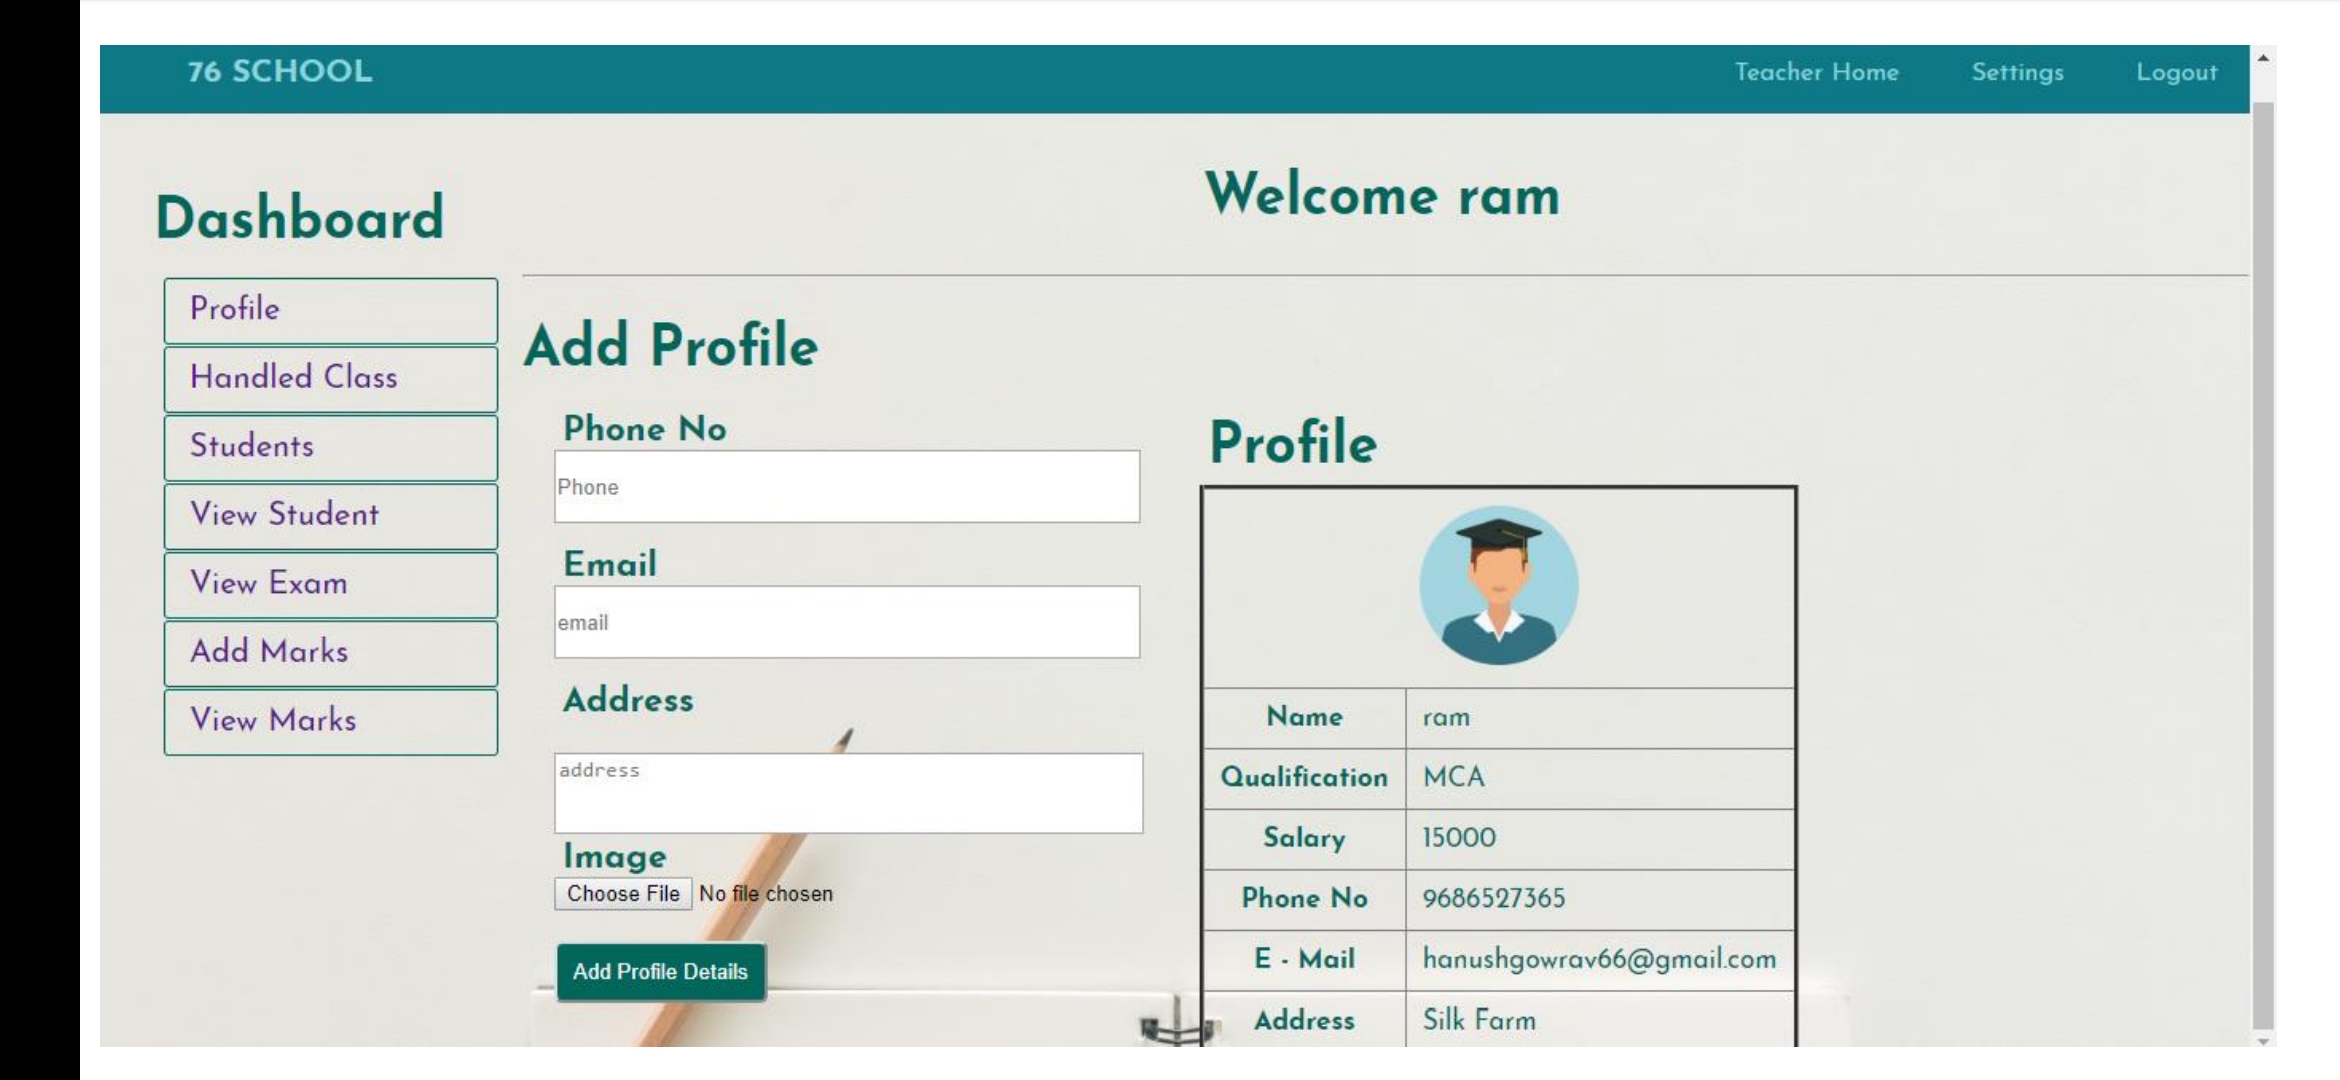 76 SCHOOL
Teacher Home Settings Logout
Welcome ram
Dashboard
Profile
Handled Class
Students
View Student
View Exam
Add Marks
View Marks
Add Profile
Phone No
Phone
Email
email
Address
address
Image
Choose File No file chosen
Add Profile Details
Profile
Name ram
Qualification MCA
Salary 15000
Phone No 9686527365
E - Mail hanushgowrav66@gmail.com
Address Silk Farm